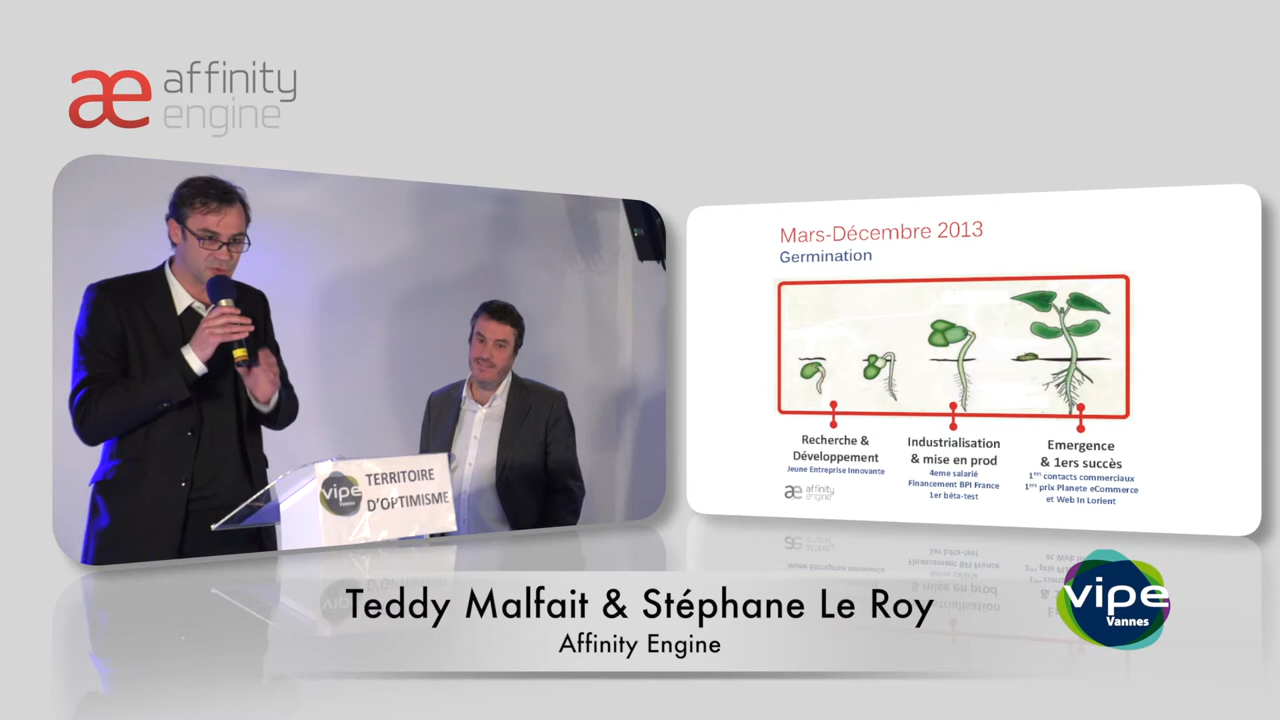 æ affinity
engine
vipe
Vannes
TERRITOIRE
D'OPTIMISME
Mars-Décembre 2013
Germination
Recherche &
Développement
Jeune Entreprise Innovante
Industrialisation
& mise en prod
4eme salarié
Financement BPI France
1er béta-test
Emergence
& 1ers succès
1ers contacts commerciaux
1ers prix Planete eCommerce
et Web In Lorient
æ affinity
engine
Teddy Malfait & Stéphane Le Roy
Affinity Engine
vipe
Vannes